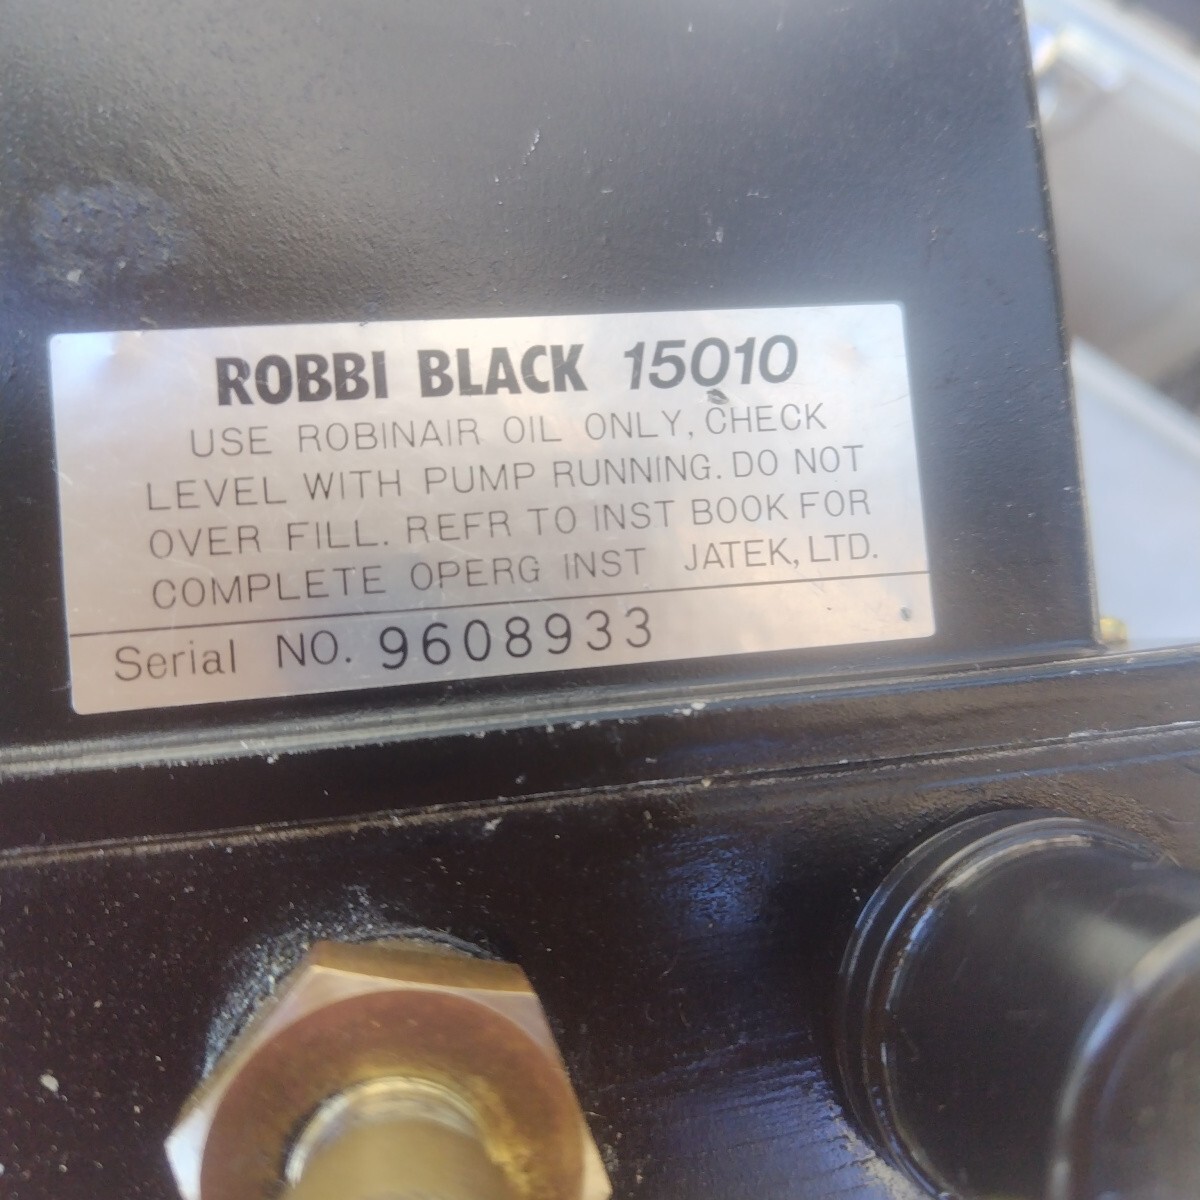 ROBBI BLACK 15010
USE ROBINAIR OIL ONLY, CHECK
LEVEL WITH PUMP RUNNING. DO NOT
OVER FILL. REFR TO INST BOOK FOR
COMPLETE OPERG INST JATEK, LTD.
Serial NO. 9608933